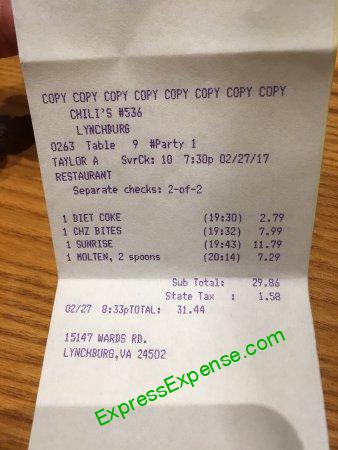 COPY COPY COPY COPY COPY COPY COPY COPY
CHILI'S #536
LYNCHBURG
0263 Table 9 #Party 1
TAYLOR A SvrCk: 10 7:30p 02/27/17
RESTAURANT
Separate checks: 2-of-2
1 DIET COKE (19:30) 2.79
1 CHZ BITES (19:32) 7.99
1 SUNRISE (19:43) 11.79
1 MOLTEN, 2 spoons (20:14) 7.29
Sub Total: 29.86
State Tax : 1.58
02/27 8:33pTOTAL: 31.44
15147 WARDS RD.
LYNCHBURG,VA 24502
ExpressExpense.com